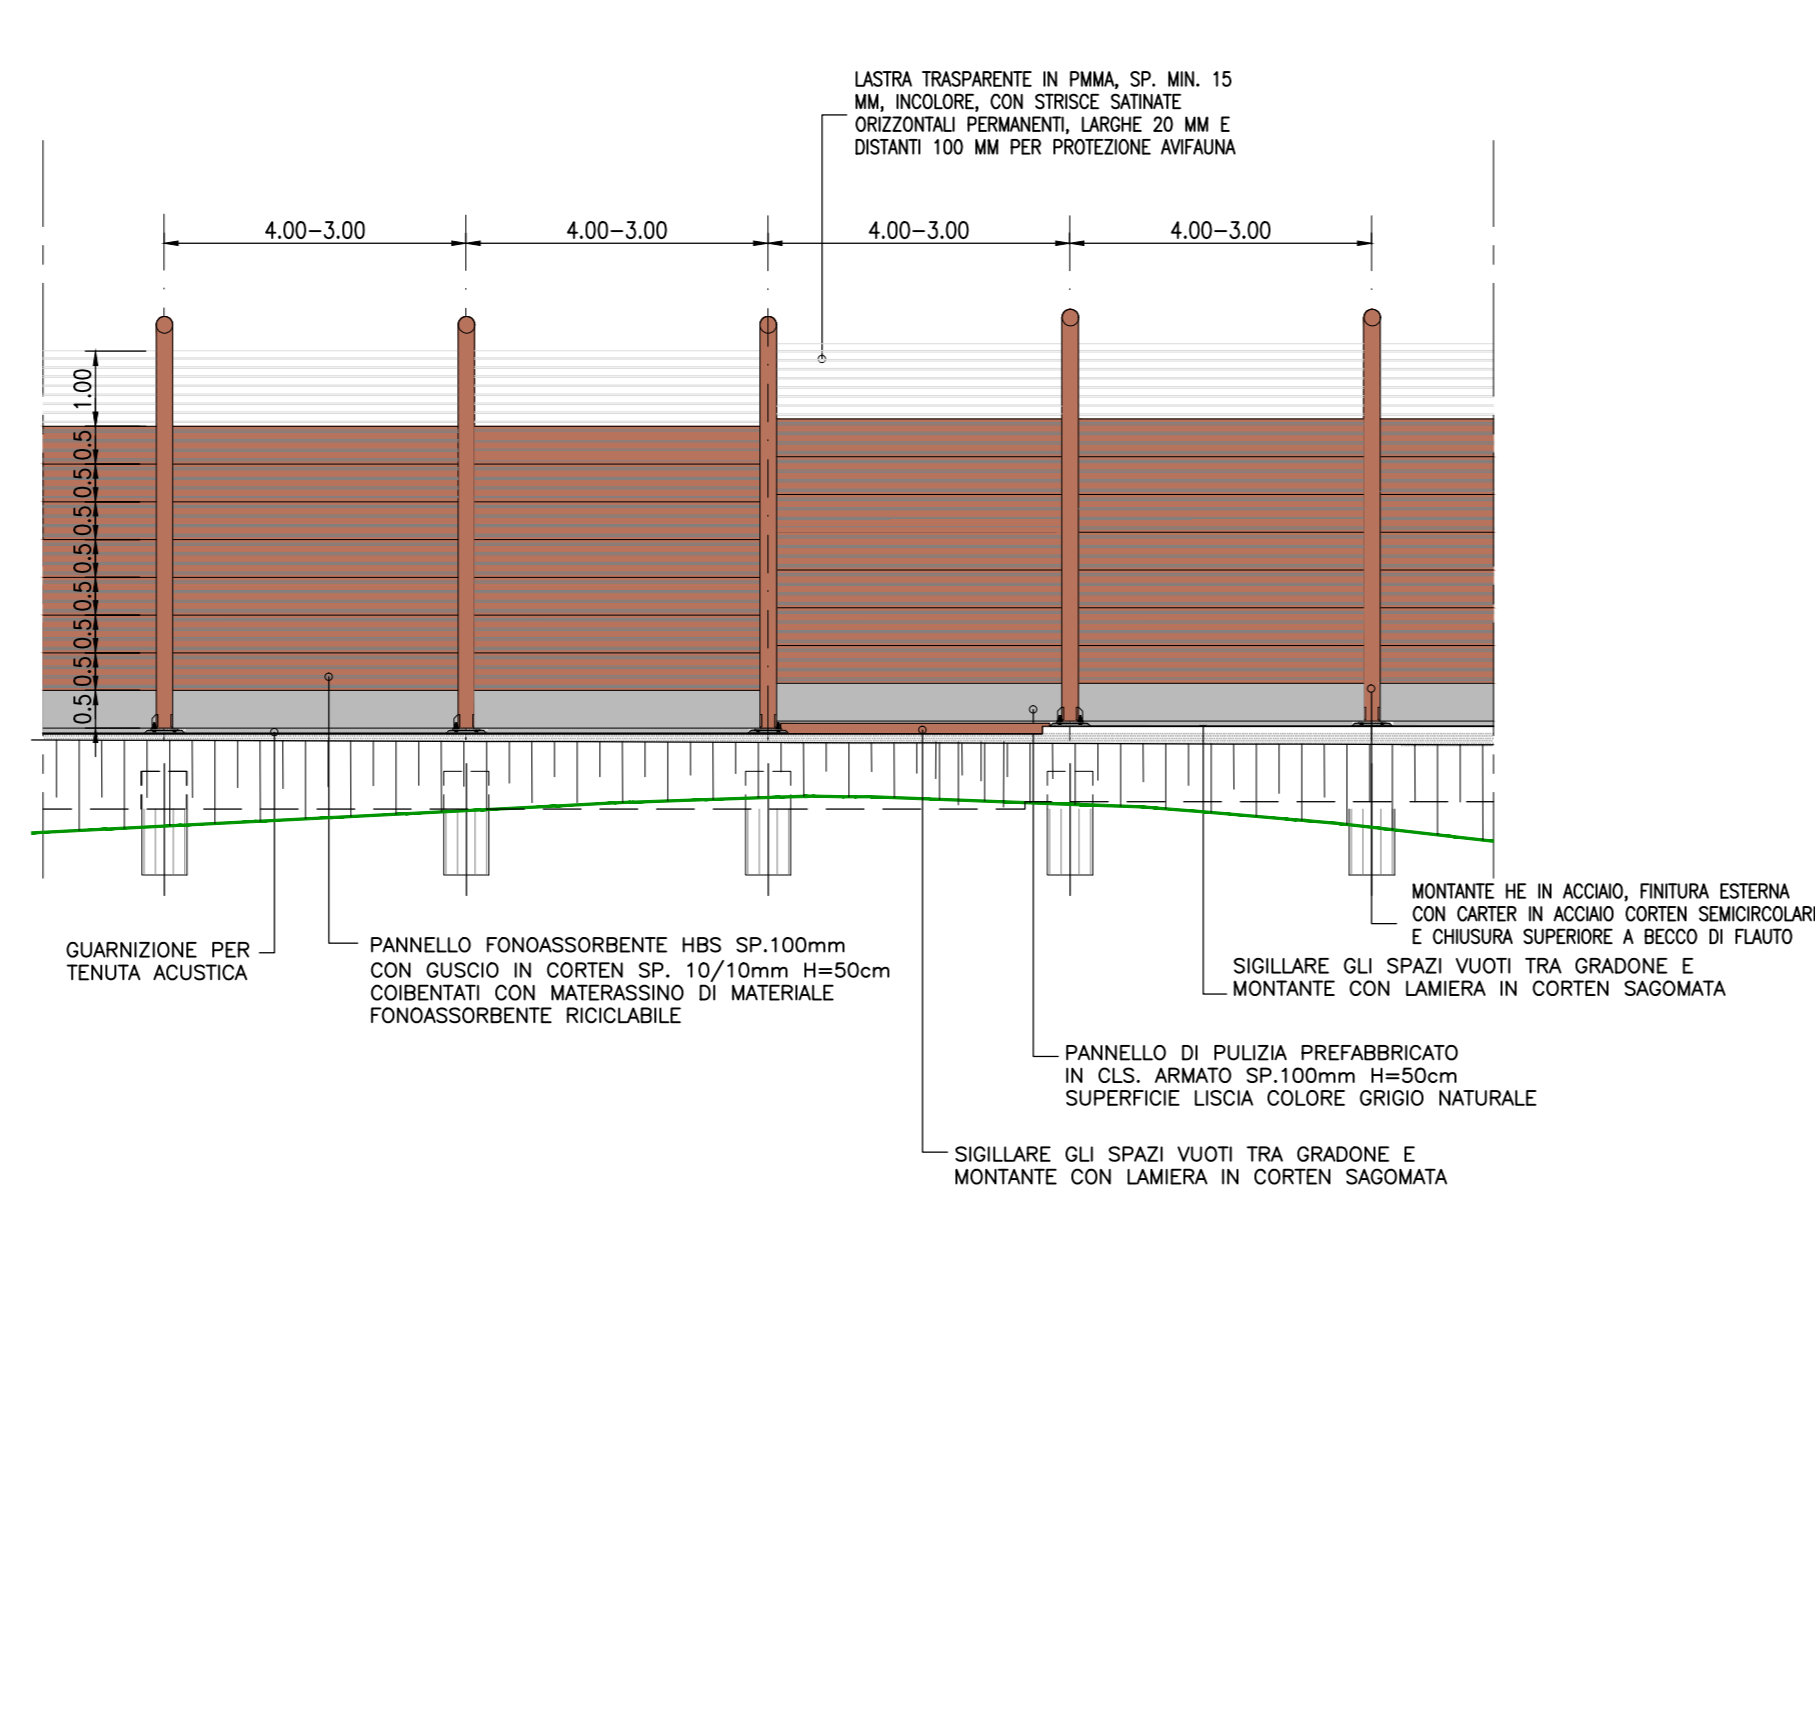 LASTRA TRASPARENTE IN PMMA, SP. MIN. 15
MM, INCOLORE, CON STRISCE SATINATE
ORIZZONTALI PERMANENTI, LARGHE 20 MM E
DISTANTI 100 MM PER PROTEZIONE AVIFAUNA
4.00-3.00
4.00-3.00
4.00-3.00
4.00-3.00
1.00
0.5
0.5
0.5
0.5
0.5
0.5
0.5
0.5
MONTANTE HE IN ACCIAIO, FINITURA ESTERNA
CON CARTER IN ACCIAIO CORTEN SEMICIRCOLARE
E CHIUSURA SUPERIORE A BECCO DI FLAUTO
GUARNIZIONE PER
TENUTA ACUSTICA
PANNELLO FONOASSORBENTE HBS SP.100mm
CON GUSCIO IN CORTEN SP. 10/10mm H=50cm
COIBENTATI CON MATERASSINO DI MATERIALE
FONOASSORBENTE RICICLABILE
SIGILLARE GLI SPAZI VUOTI TRA GRADONE E
MONTANTE CON LAMIERA IN CORTEN SAGOMATA
PANNELLO DI PULIZIA PREFABBRICATO
IN CLS. ARMATO SP.100mm H=50cm
SUPERFICIE LISCIA COLORE GRIGIO NATURALE
SIGILLARE GLI SPAZI VUOTI TRA GRADONE E
MONTANTE CON LAMIERA IN CORTEN SAGOMATA